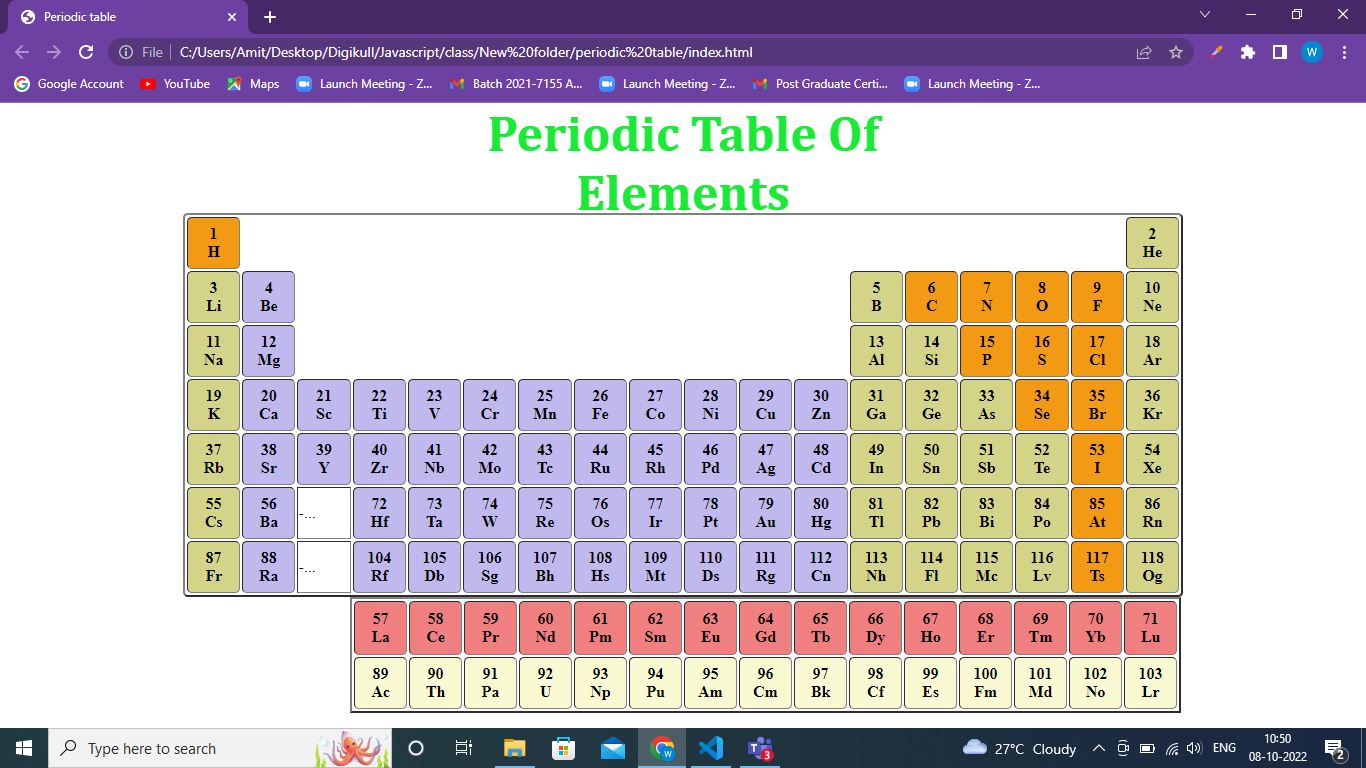 Periodic table
File
C:/Users/Amit/Desktop/Digikull/Javascript/class/New%20folder/periodic%20table/index.html
W
Google Account
YouTube
Maps
Launch Meeting - Z...
Batch 2021-7155 A...
Launch Meeting - Z...
Post Graduate Certi...
Launch Meeting - Z...
Periodic Table Of
Elements
1 2
H He
3 4 5 6 7 8 9 10
Li Be B C N O F Ne
11 12 13 14 15 16 17 18
Na Mg Al Si P S Cl Ar
19 20 21 22 23 24 25 26 27 28 29 30 31 32 33 34 35 36
K Ca Sc Ti V Cr Mn Fe Co Ni Cu Zn Ga Ge As Se Br Kr
37 38 39 40 41 42 43 44 45 46 47 48 49 50 51 52 53 54
Rb Sr Y Zr Nb Mo Tc Ru Rh Pd Ag Cd In Sn Sb Te I Xe
55 56 72 73 74 75 76 77 78 79 80 81 82 83 84 85 86
-...
Cs Ba Hf Ta W Re Os Ir Pt Au Hg Tl Pb Bi Po At Rn
87 88 104 105 106 107 108 109 110 111 112 113 114 115 116 117 118
-...
Fr Ra Rf Db Sg Bh Hs Mt Ds Rg Cn Nh Fl Mc Lv Ts Og
57 58 59 60 61 62 63 64 65 66 67 68 69 70 71
La Ce Pr Nd Pm Sm Eu Gd Tb Dy Ho Er Tm Yb Lu
89 90 91 92 93 94 95 96 97 98 99 100 101 102 103
Ac Th Pa U Np Pu Am Cm Bk Cf Es Fm Md No Lr
Type here to search
W
3
27°C Cloudy
ENG
10:50
08-10-2022
2